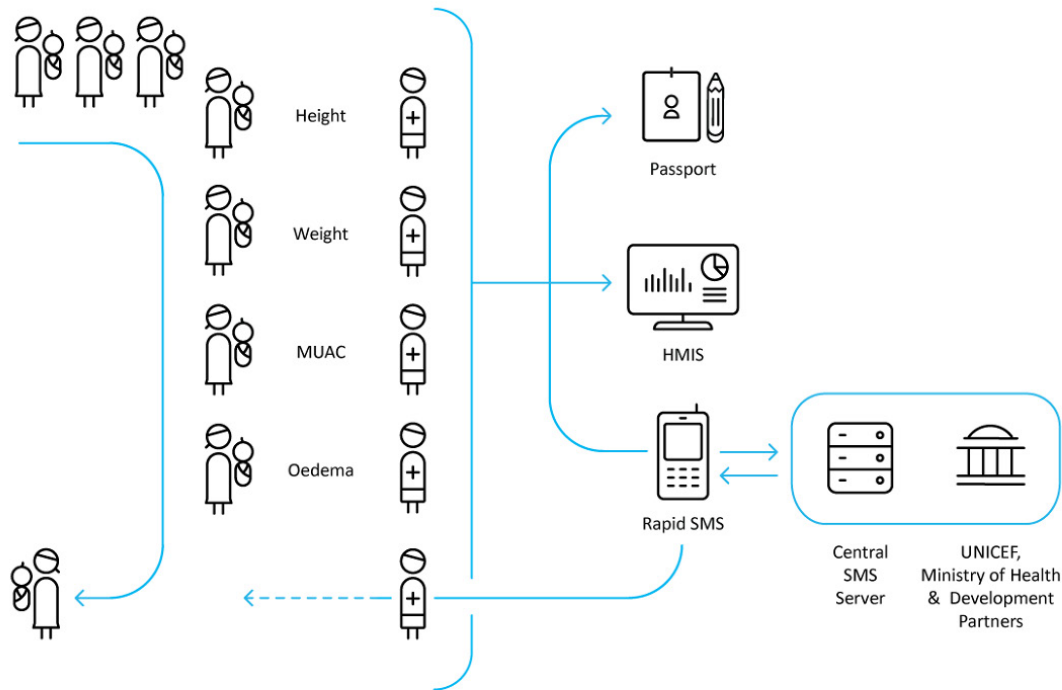 Height
Weight
MUAC
Oedema
Passport
HMIS
Rapid SMS
Central
SMS
Server
UNICEF,
Ministry of Health
& Development
Partners